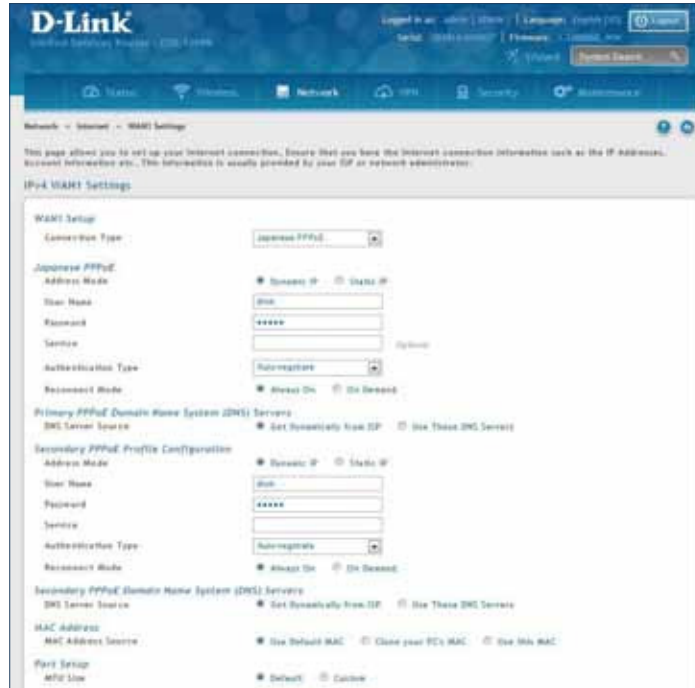 D-Link
Unified Services Router -
Logged in as: admin | Language:
Serial: Firmware:
Logout
Wizard System Search
Status Wireless Network VPN Security Maintenance
Network » Internet » WAN1 Settings
This page allows you to set up your Internet connection. Ensure that you have the Internet connection information such as the IP Addresses, Account Information etc. This information is usually provided by your ISP or network administrator.
IPv4 WAN1 Settings
WAN1 Setup
Connection Type Japanese PPPoE
Japanese PPPoE
Address Mode Dynamic IP Static IP
User Name dlink
Password •••••
Service Optional
Authentication Type Auto-negotiate
Reconnect Mode Always On On Demand
Primary PPPoE Domain Name System (DNS) Servers
DNS Server Source Get Dynamically from ISP Use These DNS Servers
Secondary PPPoE Profile Configuration
Address Mode Dynamic IP Static IP
User Name dlink
Password •••••
Service
Authentication Type Auto-negotiate
Reconnect Mode Always On On Demand
Secondary PPPoE Domain Name System (DNS) Servers
DNS Server Source Get Dynamically from ISP Use These DNS Servers
MAC Address
MAC Address Source Use Default MAC Clone your PC's MAC Use this MAC
Port Setup
MTU Size Default Custom